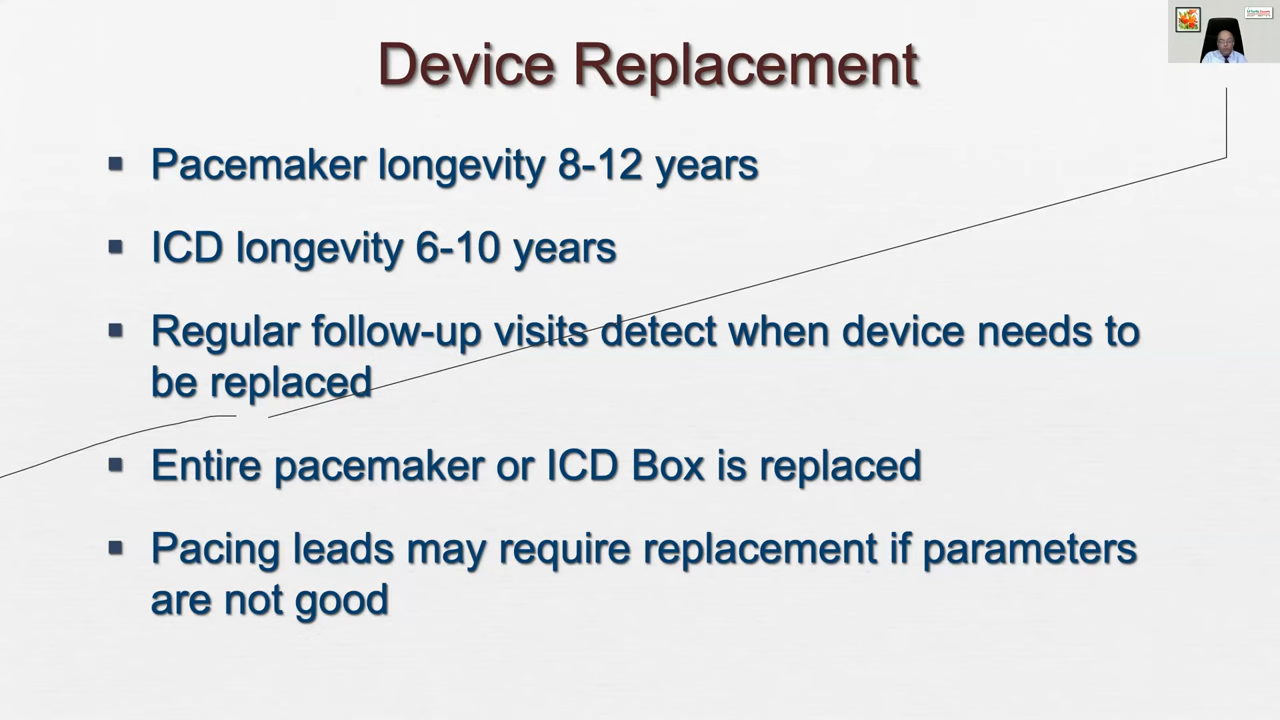 Device Replacement
▪ Pacemaker longevity 8-12 years
▪ ICD longevity 6-10 years
▪ Regular follow-up visits detect when device needs to
be replaced
▪ Entire pacemaker or ICD Box is replaced
▪ Pacing leads may require replacement if parameters
are not good